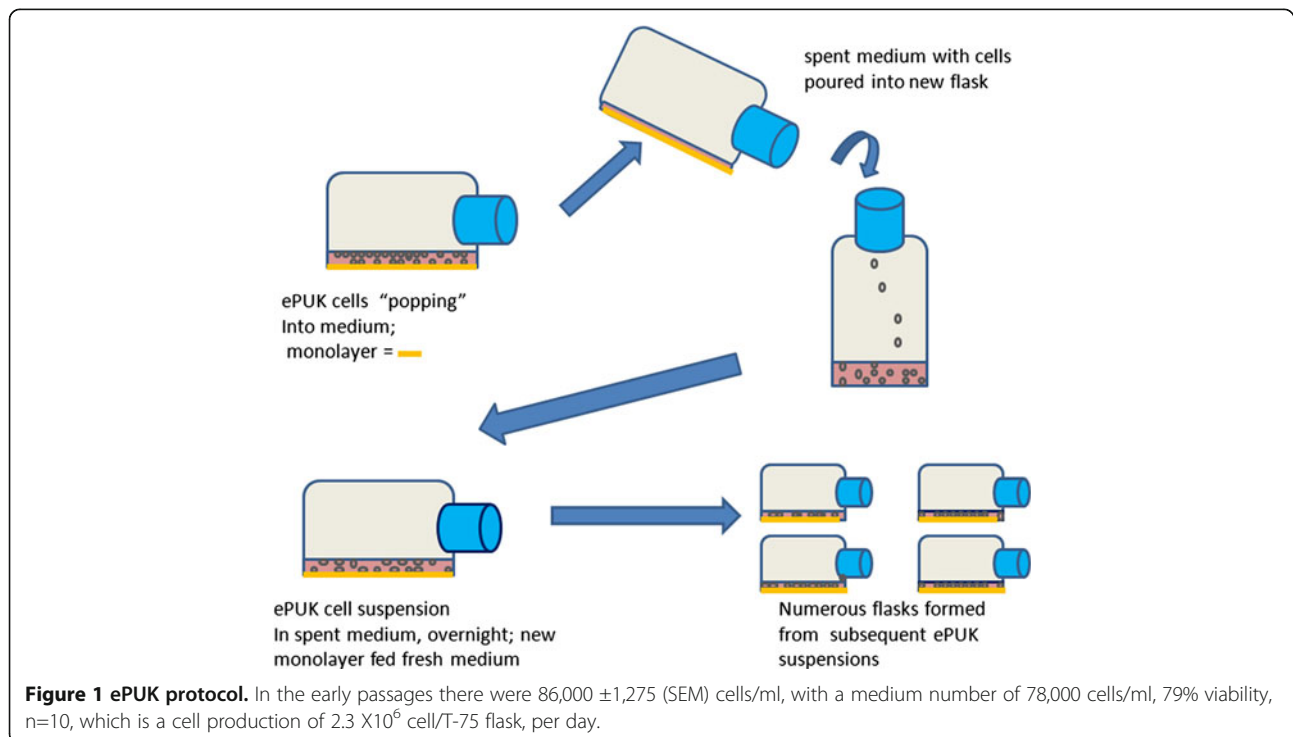 spent medium with cells
poured into new flask
ePUK cells “popping”
Into medium;
monolayer =
ePUK cell suspension
In spent medium, overnight; new
monolayer fed fresh medium
Numerous flasks formed
from subsequent ePUK
suspensions
Figure 1 ePUK protocol. In the early passages there were 86,000 ±1,275 (SEM) cells/ml, with a medium number of 78,000 cells/ml, 79% viability,
n=10, which is a cell production of 2.3 X10⁶ cell/T-75 flask, per day.